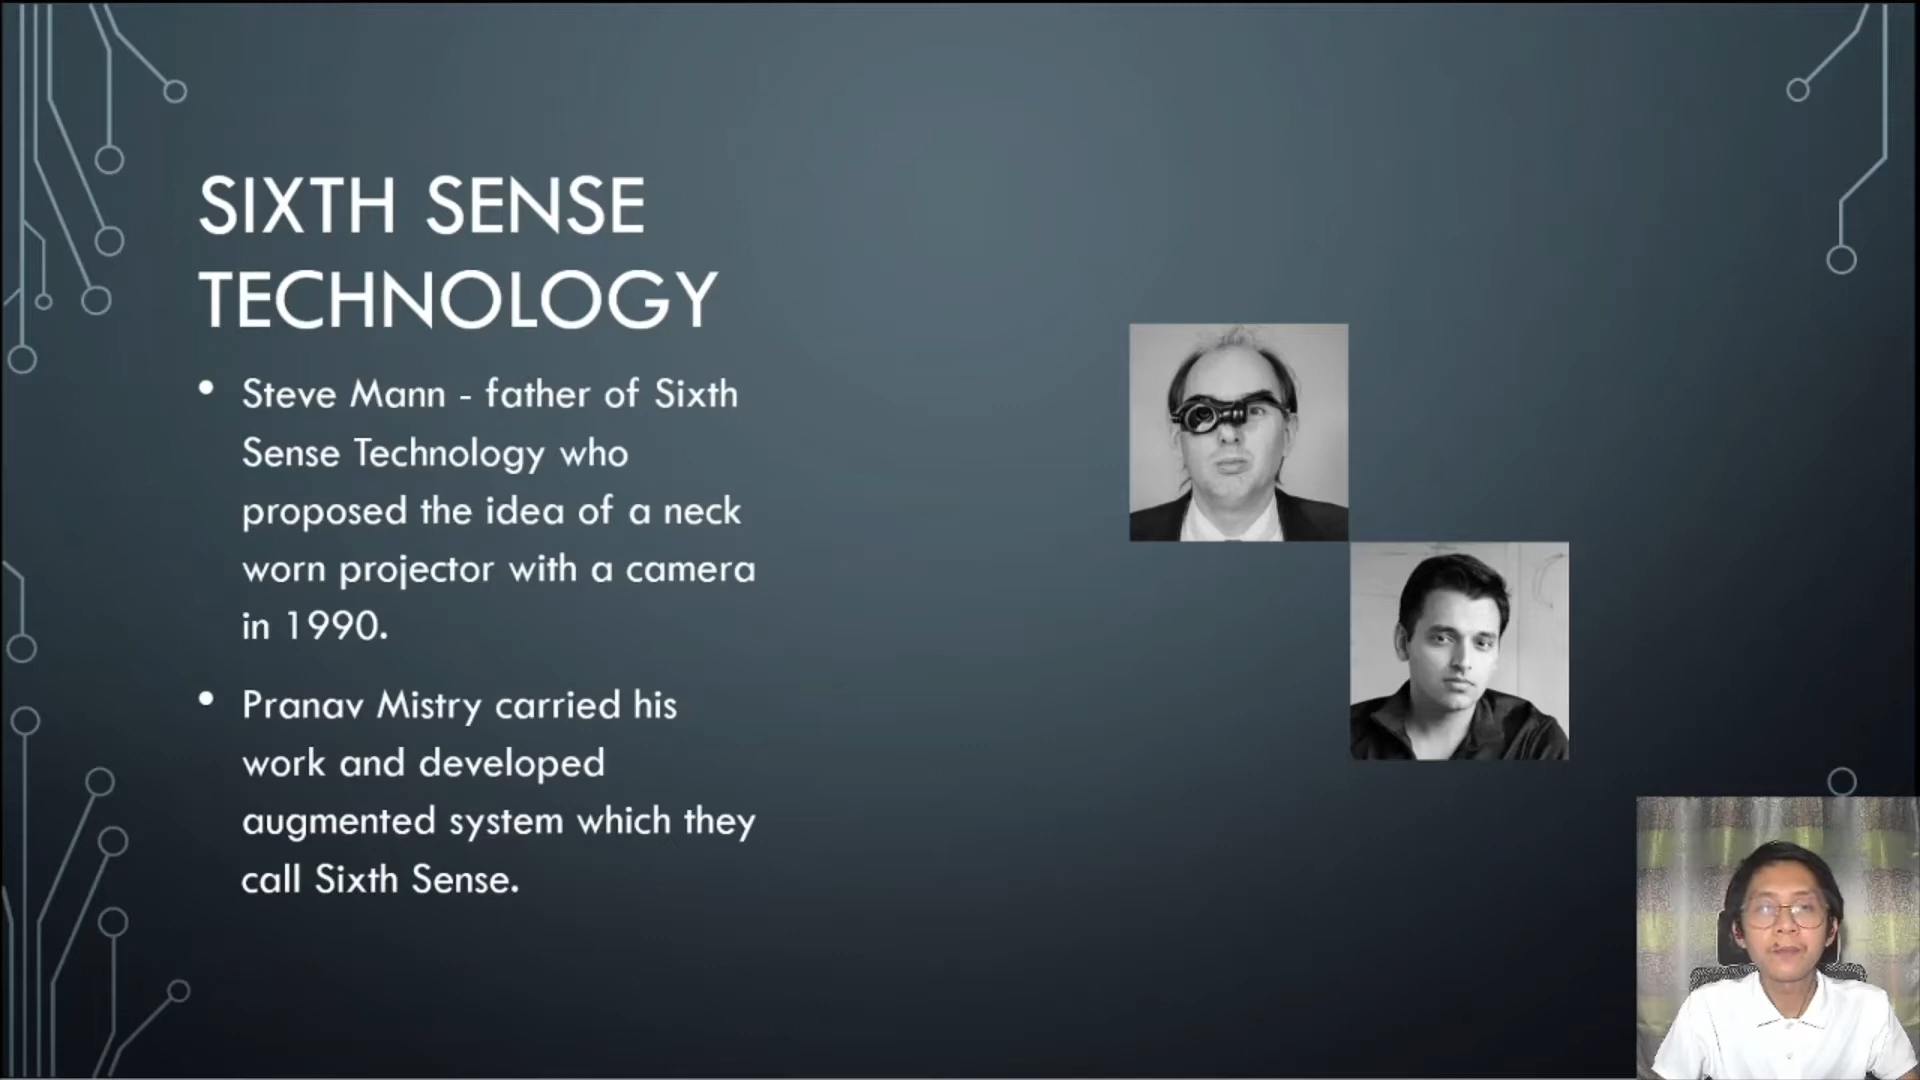 SIXTH SENSE
TECHNOLOGY
• Steve Mann - father of Sixth
Sense Technology who
proposed the idea of a neck
worn projector with a camera
in 1990.
• Pranav Mistry carried his
work and developed
augmented system which they
call Sixth Sense.